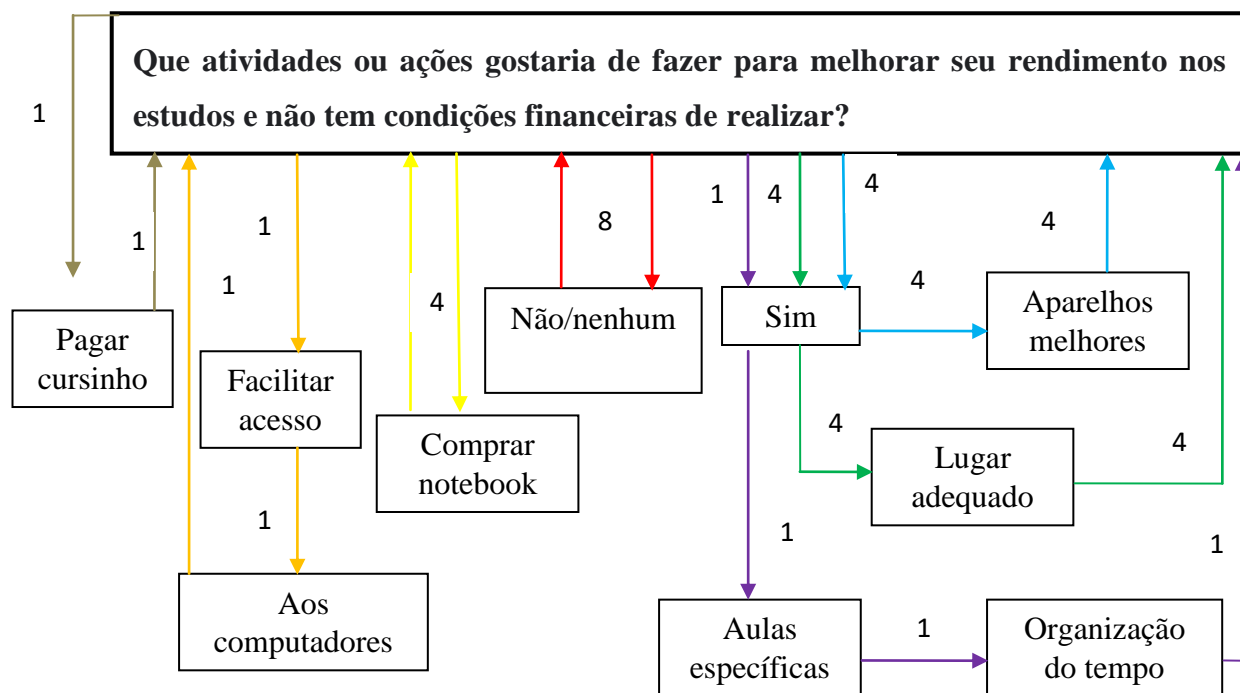 Que atividades ou ações gostaria de fazer para melhorar seu rendimento nos
estudos e não tem condições financeiras de realizar?
1
1
1
1
4
8
1
4
4
4
4
Pagar
cursinho
Facilitar
acesso
Comprar
notebook
Não/nenhum
Sim
Aparelhos
melhores
4
4
Lugar
adequado
1
1
1
Aos
computadores
Aulas
específicas
1
Organização
do tempo